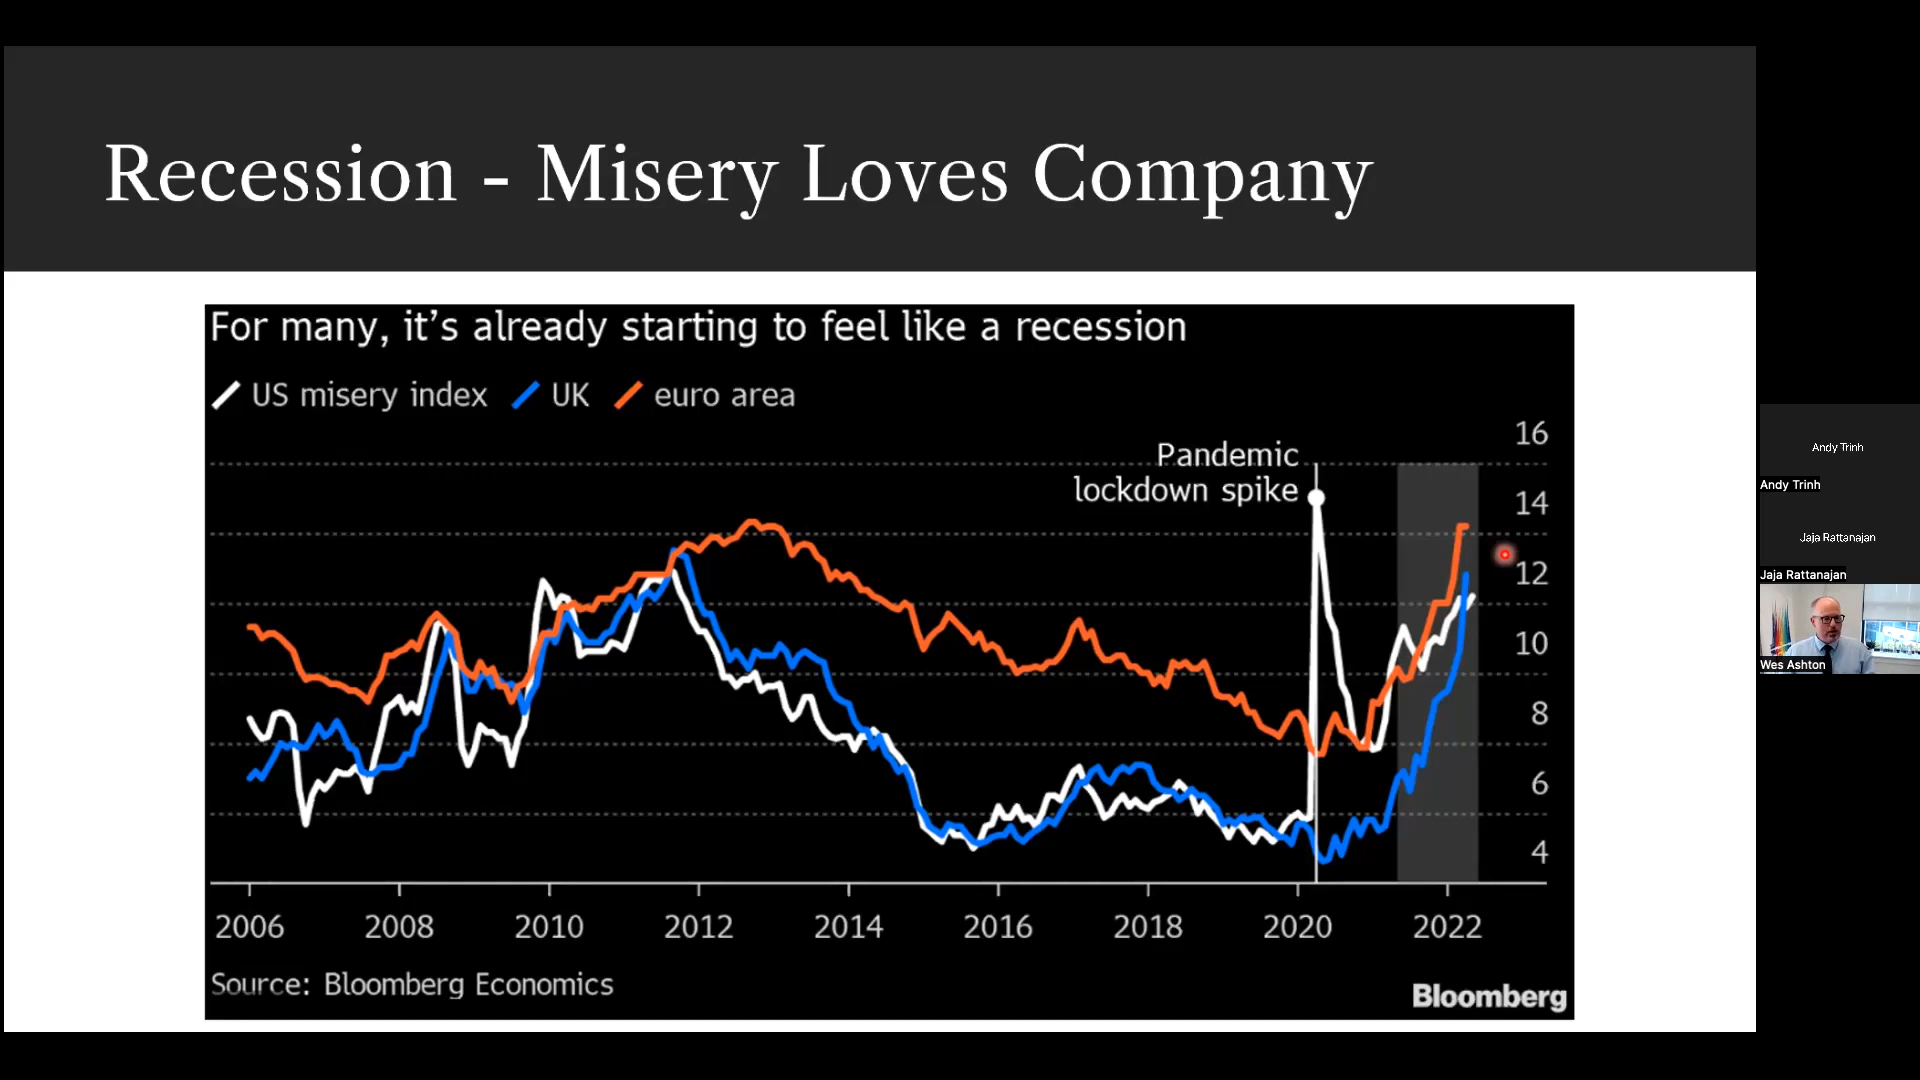 Recession - Misery Loves Company
For many, it's already starting to feel like a recession
US misery index UK euro area
Pandemic
lockdown spike
16
14
12
10
8
6
4
2006 2008 2010 2012 2014 2016 2018 2020 2022
Source: Bloomberg Economics
Bloomberg
Andy Trinh
Andy Trinh
Jaja Rattanajan
Jaja Rattanajan
Wes Ashton